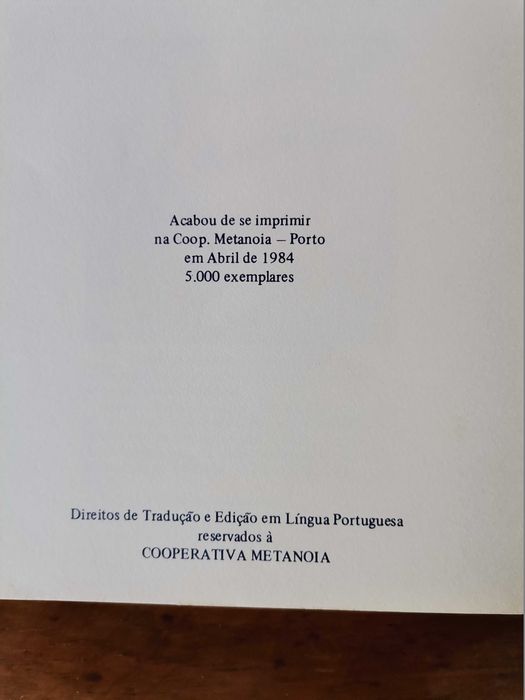 Acabou de se imprimir
na Coop. Metanoia — Porto
em Abril de 1984
5.000 exemplares
Direitos de Tradução e Edição em Língua Portuguesa
reservados à
COOPERATIVA METANOIA